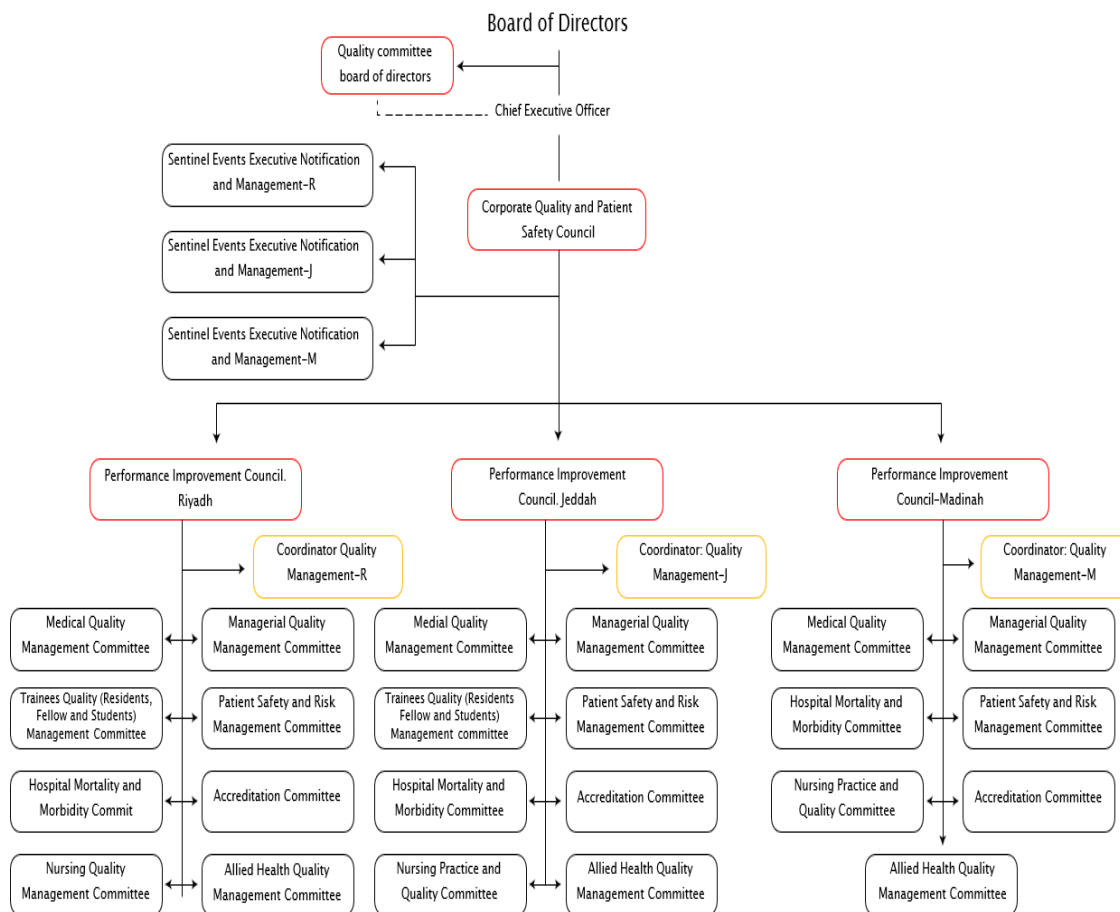 Board of Directors
Quality committee
board of directors
Chief Executive Officer
Sentinel Events Executive Notification
and Management-R
Corporate Quality and Patient
Safety Council
Sentinel Events Executive Notification
and Management-J
Sentinel Events Executive Notification
and Management-M
Performance Improvement Council.
Riyadh
Performance Improvement
Council. Jeddah
Performance Improvement
Council-Madinah
Coordinator Quality
Management-R
Coordinator: Quality
Management-J
Coordinator: Quality
Management-M
Medical Quality
Management Committee
Managerial Quality
Management Committee
Medial Quality
Management Committee
Managerial Quality
Management Committee
Medical Quality
Management Committee
Managerial Quality
Management Committee
Trainees Quality (Residents,
Fellow and Students)
Management committee
Patient Safety and Risk
Management Committee
Trainees Quality (Residents
Fellow and Students)
Management committee
Patient Safety and Risk
Management Committee
Hospital Mortality and
Morbidity Committee
Patient Safety and Risk
Management Committee
Hospital Mortality and
Morbidity Commit
Accreditation Committee
Hospital Mortality and
Morbidity Committee
Accreditation Committee
Nursing Practice and
Quality Committee
Accreditation Committee
Nursing Quality
Management Committee
Allied Health Quality
Management Committee
Nursing Practice and
Quality Committee
Allied Health Quality
Management Committee
Allied Health Quality
Management Committee